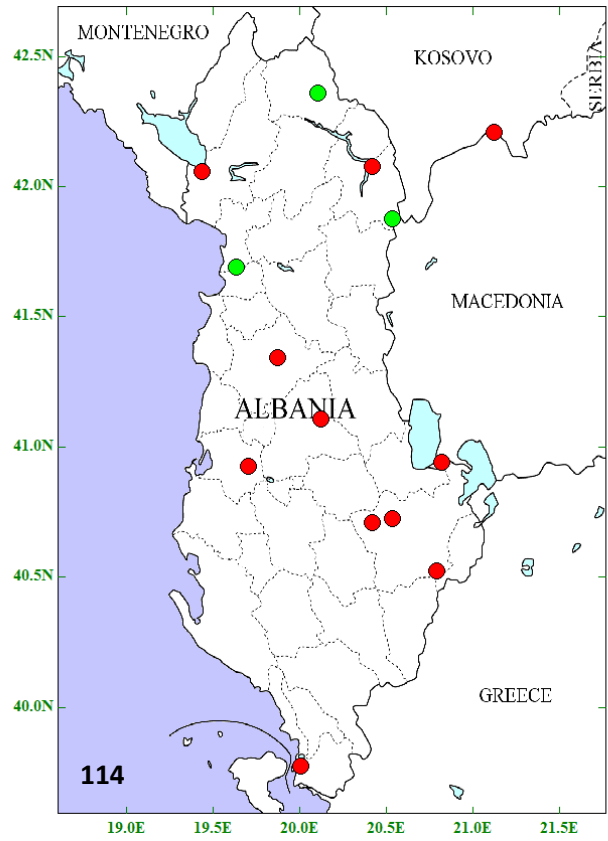 MONTENEGRO
42.5N
KOSOVO
SERBIA
42.0N
41.5N
MACEDONIA
ALBANIA
41.0N
40.5N
GREECE
40.0N
114
19.0E 19.5E 20.0E 20.5E 21.0E 21.5E